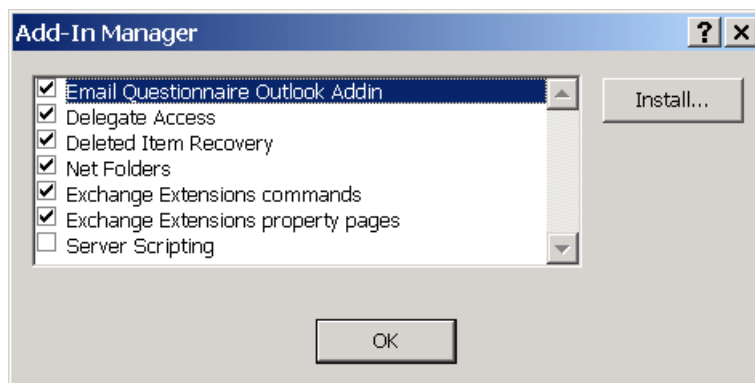 Add-In Manager
Email Questionnaire Outlook Addin
Delegate Access
Deleted Item Recovery
Net Folders
Exchange Extensions commands
Exchange Extensions property pages
Server Scripting
Install...
OK